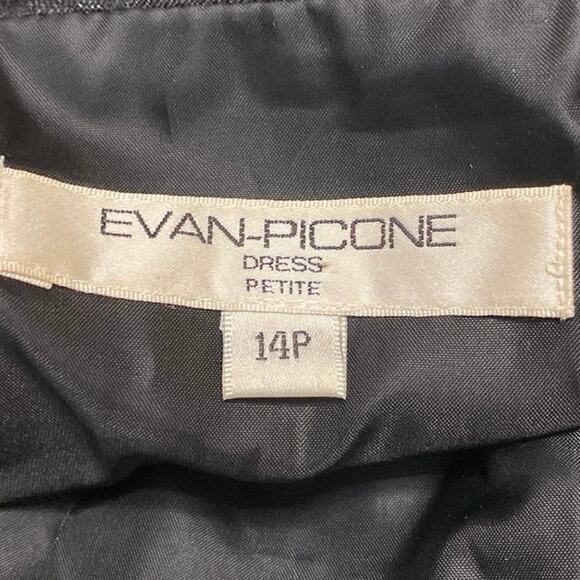 EVAN-PICONE
DRESS
PETITE
14P